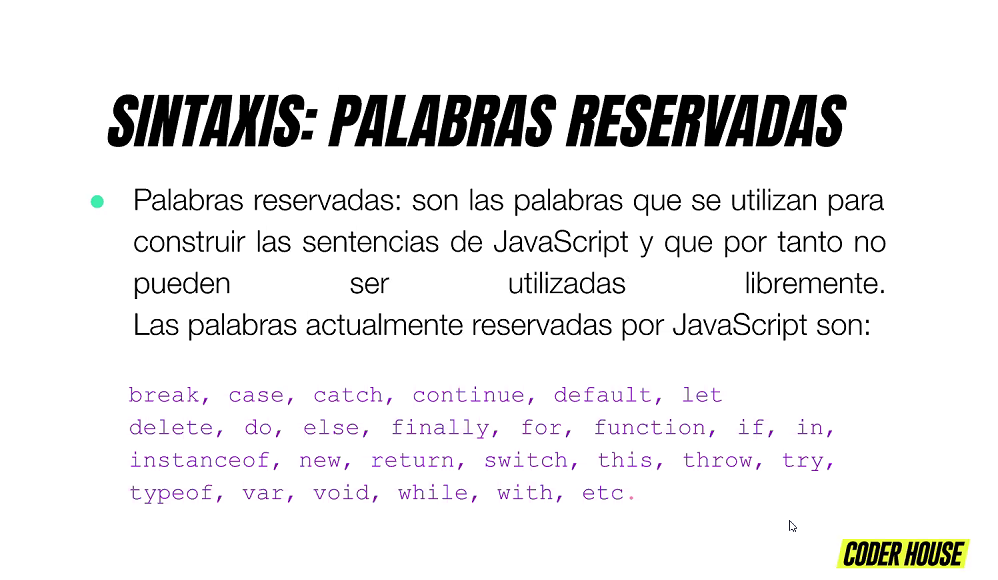 SINTAXIS: PALABRAS RESERVADAS
Palabras reservadas: son las palabras que se utilizan para
construir las sentencias de JavaScript y que por tanto no
pueden ser utilizadas libremente.
Las palabras actualmente reservadas por JavaScript son:
break, case, catch, continue, default, let
delete, do, else, finally, for, function, if, in,
instanceof, new, return, switch, this, throw, try,
typeof, var, void, while, with, etc.
CODER HOUSE